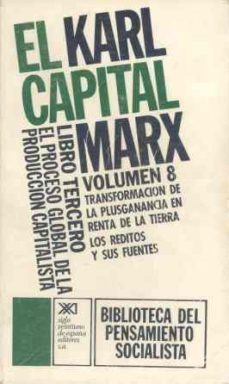 EL KARL
CAPITAL
MARX
LIBRO TERCERO
EL PROCESO GLOBAL DE LA
PRODUCCION CAPITALISTA
VOLUMEN 8
TRANSFORMACION DE
LA PLUSGANANCIA EN
RENTA DE LA TIERRA
LOS REDITOS
Y SUS FUENTES
siglo
veintiuno
de españa
editores
s.a.
BIBLIOTECA DEL
PENSAMIENTO
SOCIALISTA